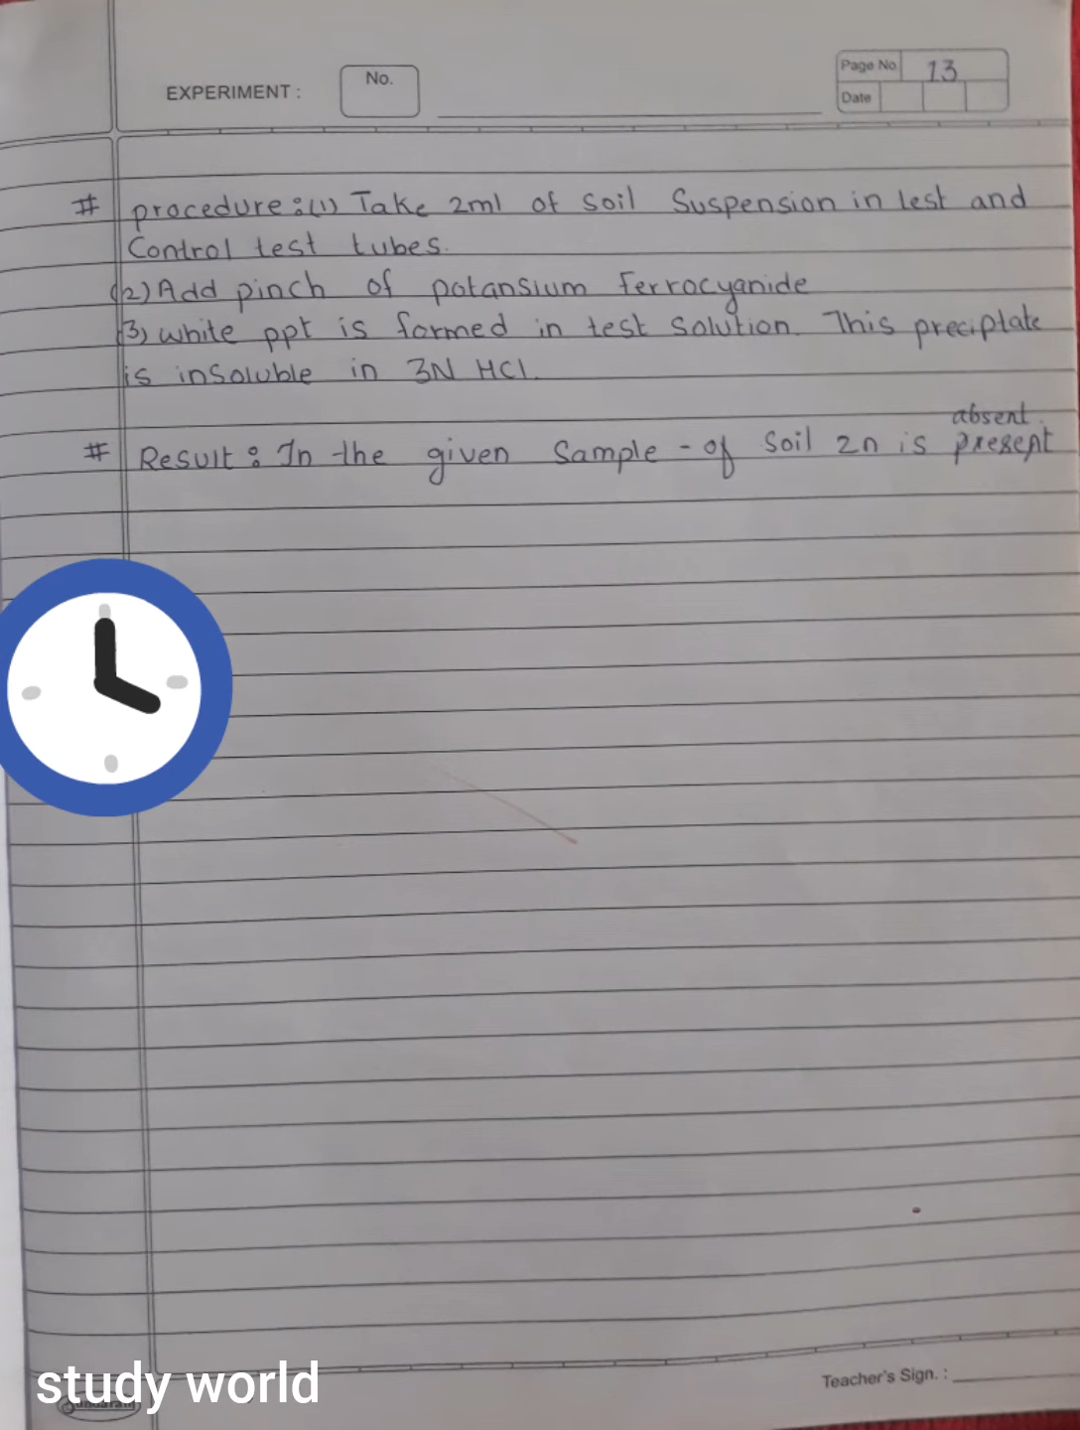 EXPERIMENT :
No.
Page No 13
Date
# procedure :(1) Take 2ml of Soil Suspension in test and
Control test tubes.
(2) Add pinch of potansium Ferrocyanide
(3) white ppt is formed in test solution. This preciptate
is insoluble in 3N HCl.
absent.
# Result : In the given Sample - of Soil Zn is present
study world
Teacher's Sign. :